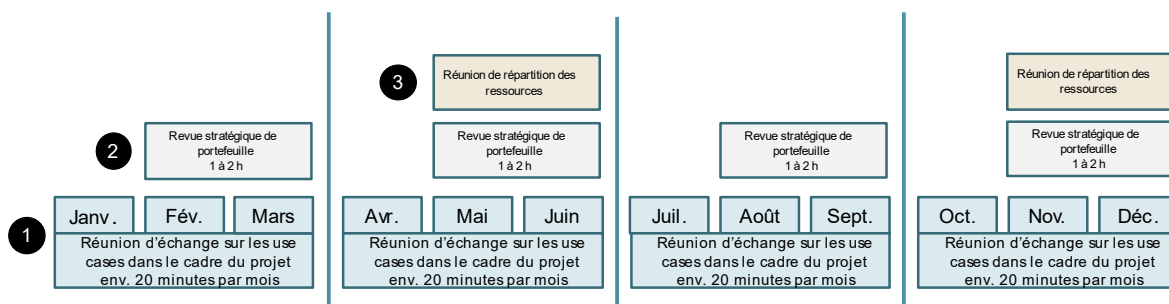 3
Réunion de répartition des
ressources
Réunion de répartition des
ressources
2
Revue stratégique de
portefeuille
1 à 2 h
Revue stratégique de
portefeuille
1 à 2 h
Revue stratégique de
portefeuille
1 à 2 h
Revue stratégique de
portefeuille
1 à 2 h
1
Janv.
Fév.
Mars
Avr.
Mai
Juin
Juil.
Août
Sept.
Oct.
Nov.
Déc.
Réunion d'échange sur les use
cases dans le cadre du projet
env. 20 minutes par mois
Réunion d'échange sur les use
cases dans le cadre du projet
env. 20 minutes par mois
Réunion d'échange sur les use
cases dans le cadre du projet
env. 20 minutes par mois
Réunion d'échange sur les use
cases dans le cadre du projet
env. 20 minutes par mois